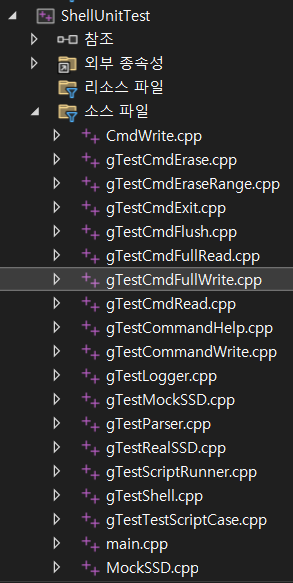 ShellUnitTest
참조
외부 종속성
리소스 파일
소스 파일
CmdWrite.cpp
gTestCmdErase.cpp
gTestCmdEraseRange.cpp
gTestCmdExit.cpp
gTestCmdFlush.cpp
gTestCmdFullRead.cpp
gTestCmdFullWrite.cpp
gTestCmdRead.cpp
gTestCommandHelp.cpp
gTestCommandWrite.cpp
gTestLogger.cpp
gTestMockSSD.cpp
gTestParser.cpp
gTestRealSSD.cpp
gTestScriptRunner.cpp
gTestShell.cpp
gTestTestScriptCase.cpp
main.cpp
MockSSD.cpp